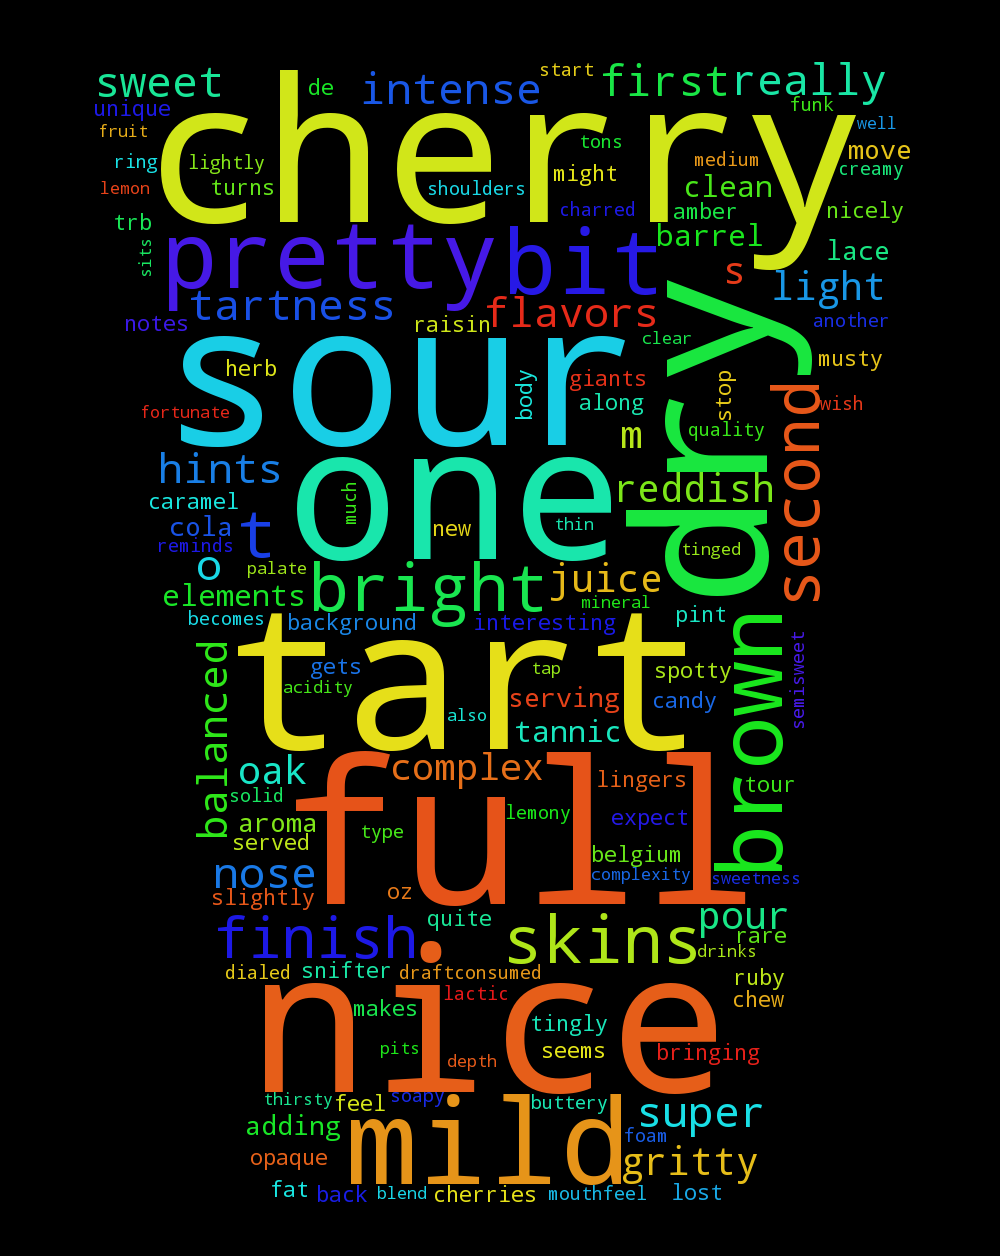 start
sweet de intense first really
unique funk
fruit cherry well
tons move
ring lightly might medium creamy
lemon turns shoulders clean
trb charred amber nicely
sits pretty bit barrel lace
s light
notes tartness raisin flavors another
sour clear musty
herb body giants stop
fortunate along dry second wish
m quality
hints one
caramel much reddish
cola t new thin
reminds tinged
o palate juice
elements bright mineral
becomes background interesting pint
balanced tart brown semisweet
gets tap spotty
acidity serving candy
also tannic
oak complex lingers tour
solid full lemony
aroma type expect
served belgium
nose complexity sweetness
slightly oz
finish quite skins pour
rare
dialed snifter draftconsumed drinks
nice lactic ruby
makes chew
tingly
pits depth seems bringing
thirsty feel soapy buttery super
adding mild foam
opaque gritty
fat back blend cherries mouthfeel lost